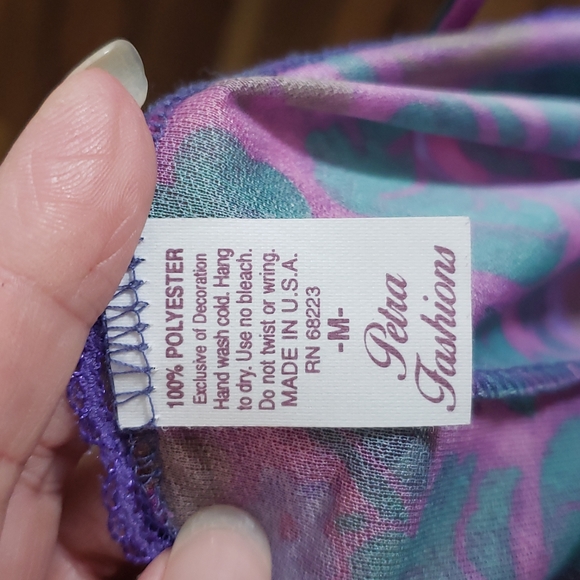 Petra
Fashions
-M-
RN 68223
MADE IN U.S.A.
Do not twist or wring.
to dry. Use no bleach.
Hand wash cold. Hang
Exclusive of Decoration
100% POLYESTER